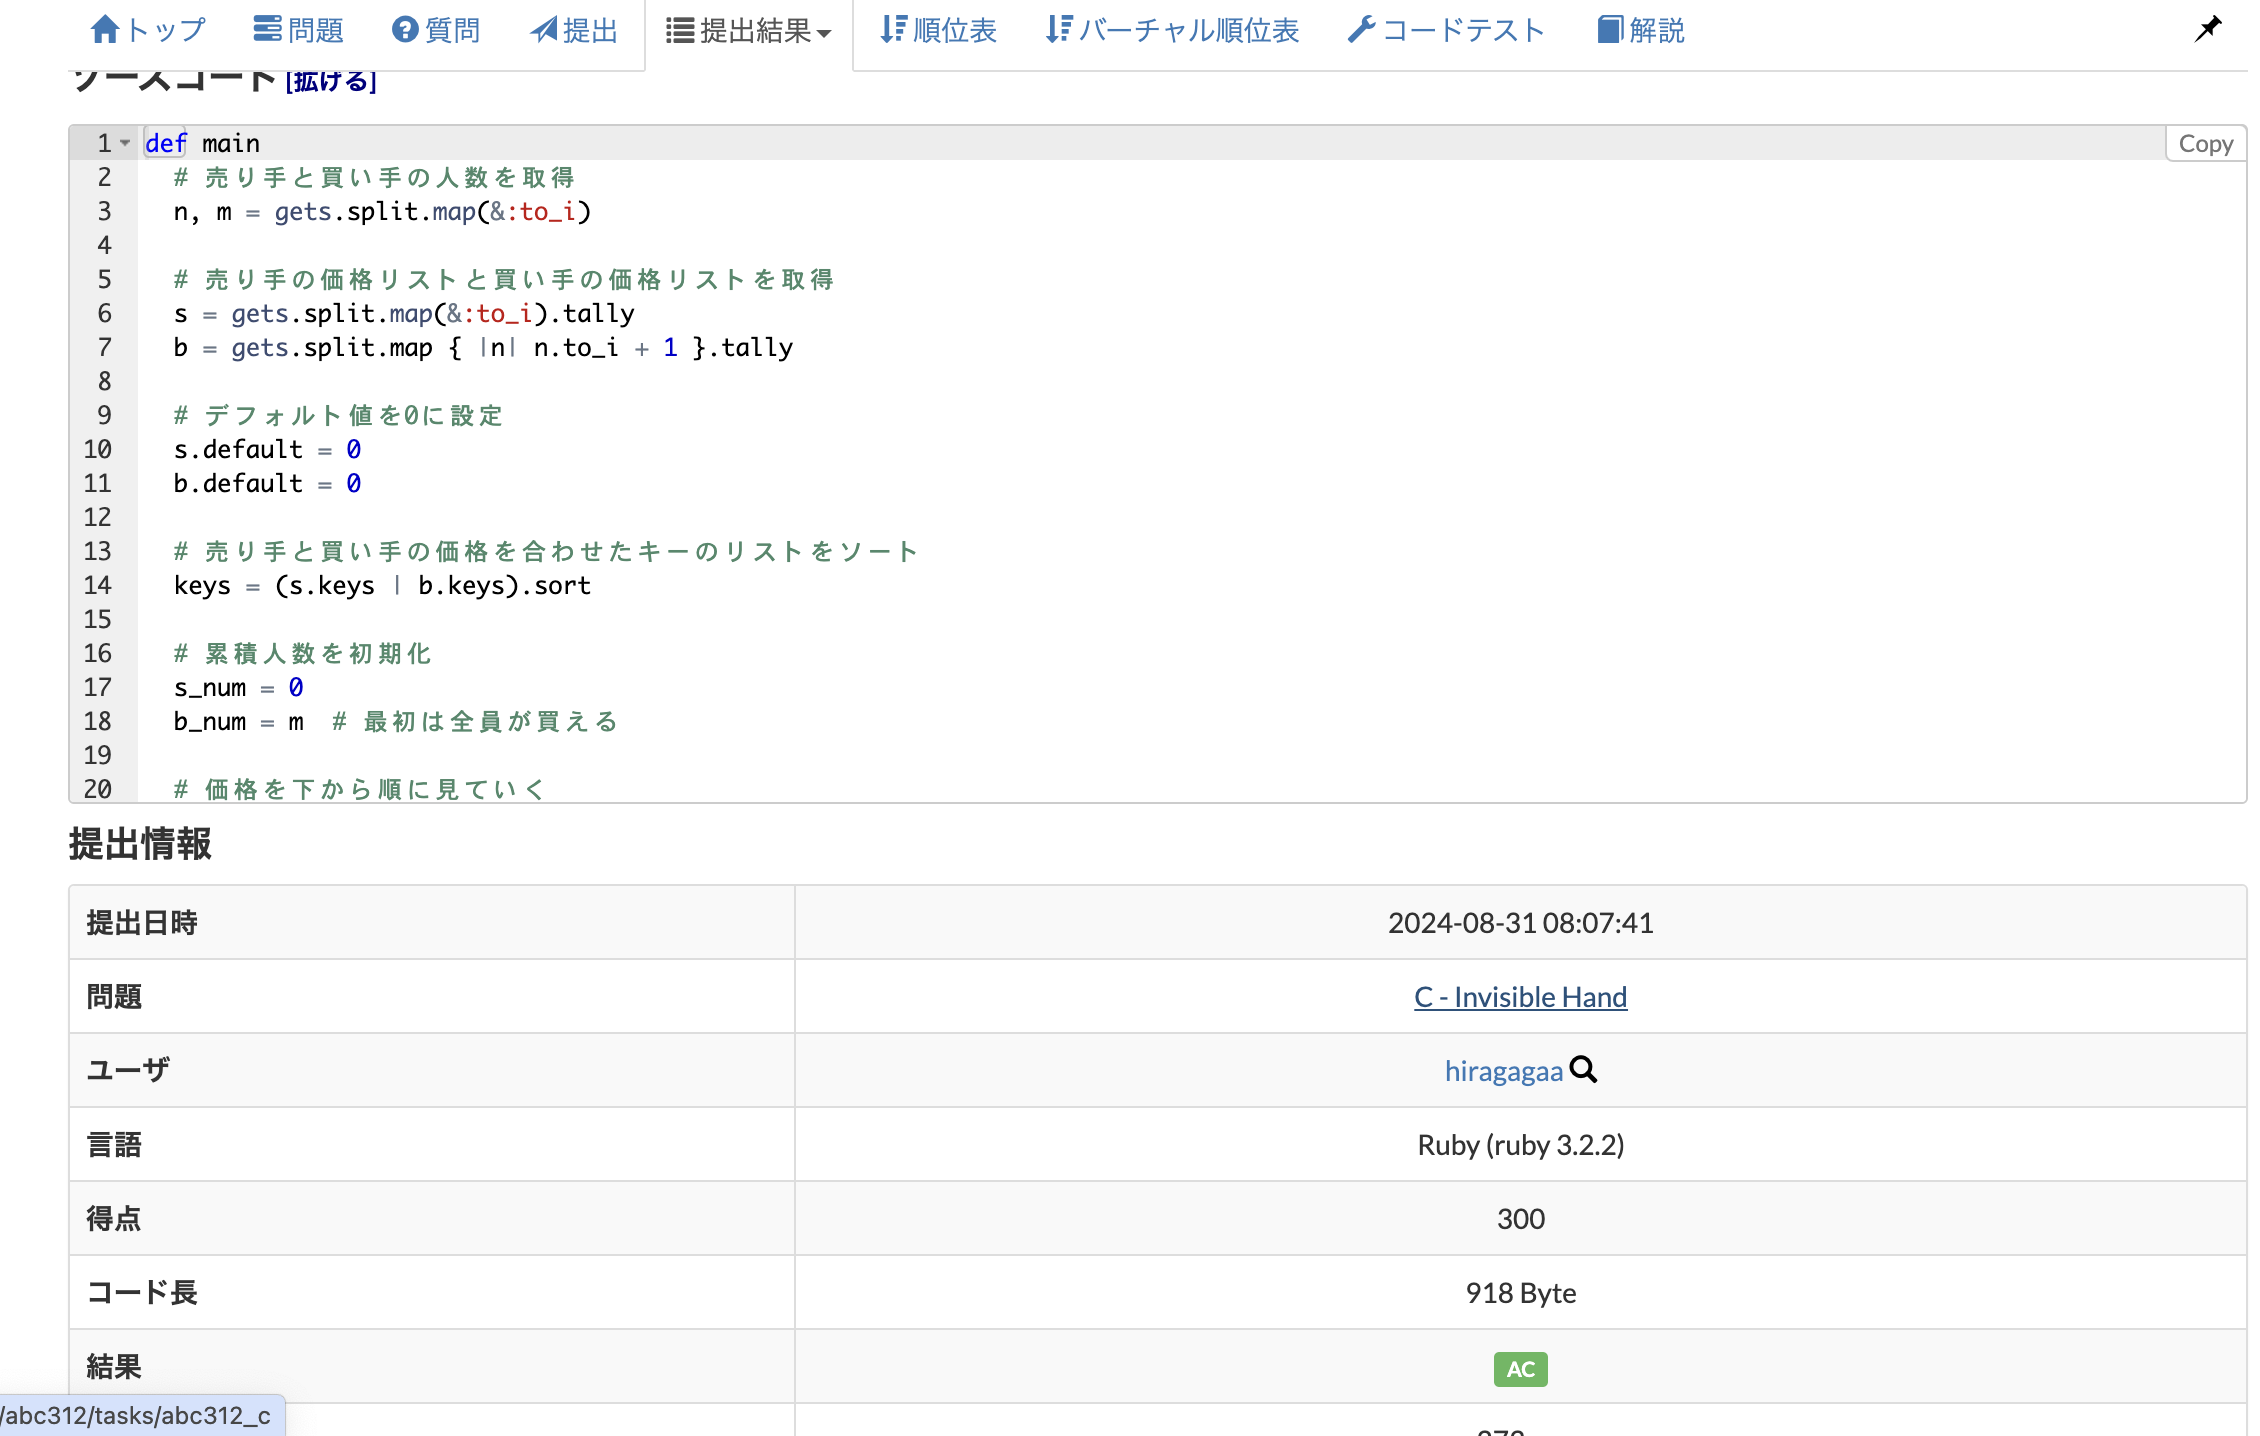 トップ 問題 質問 提出 提出結果 順位表 バーチャル順位表 コードテスト 解説
ソースコード [拡げる]
Copy
1 def main
2 # 売り手と買い手の人数を取得
3 n, m = gets.split.map(&:to_i)
4
5 # 売り手の価格リストと買い手の価格リストを取得
6 s = gets.split.map(&:to_i).tally
7 b = gets.split.map { |n| n.to_i + 1 }.tally
8
9 # デフォルト値を0に設定
10 s.default = 0
11 b.default = 0
12
13 # 売り手と買い手の価格を合わせたキーのリストをソート
14 keys = (s.keys | b.keys).sort
15
16 # 累積人数を初期化
17 s_num = 0
18 b_num = m # 最初は全員が買える
19
20 # 価格を下から順に見ていく
提出情報
提出日時 2024-08-31 08:07:41
問題 C - Invisible Hand
ユーザ hiragagaa
言語 Ruby (ruby 3.2.2)
得点 300
コード長 918 Byte
結果 AC
/abc312/tasks/abc312_c